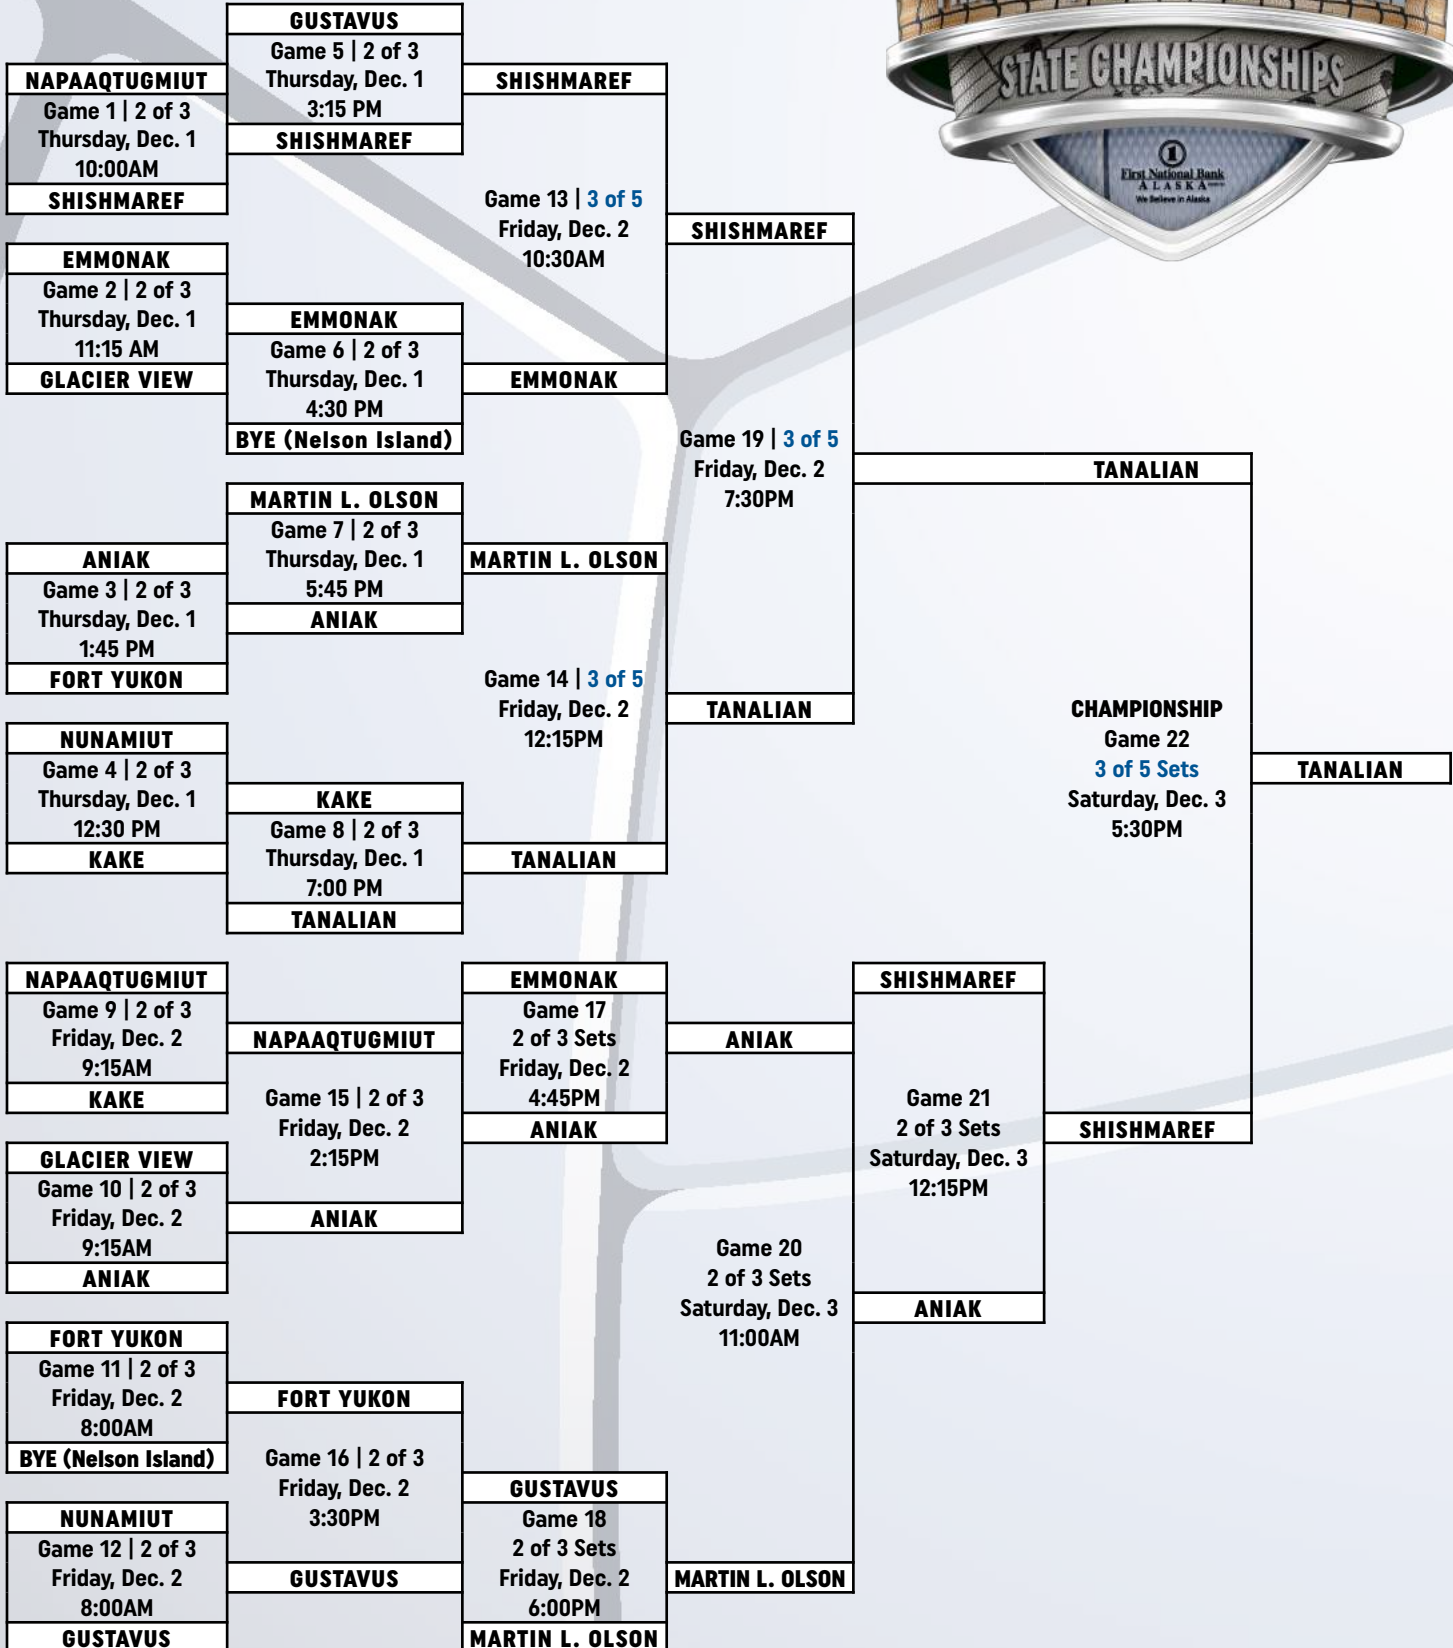 STATE CHAMPIONSHIPS
1
First National Bank
ALASKA
We Believe in Alaska
NAPAAQTUGMIUT
Game 1 | 2 of 3
Thursday, Dec. 1
10:00AM
SHISHMAREF
EMMONAK
Game 2 | 2 of 3
Thursday, Dec. 1
11:15 AM
GLACIER VIEW
ANIAK
Game 3 | 2 of 3
Thursday, Dec. 1
1:45 PM
FORT YUKON
NUNAMIUT
Game 4 | 2 of 3
Thursday, Dec. 1
12:30 PM
KAKE
GUSTAVUS
Game 5 | 2 of 3
Thursday, Dec. 1
3:15 PM
SHISHMAREF
EMMONAK
Game 6 | 2 of 3
Thursday, Dec. 1
4:30 PM
BYE (Nelson Island)
MARTIN L. OLSON
Game 7 | 2 of 3
Thursday, Dec. 1
5:45 PM
ANIAK
KAKE
Game 8 | 2 of 3
Thursday, Dec. 1
7:00 PM
TANALIAN
SHISHMAREF
Game 13 | 3 of 5
Friday, Dec. 2
10:30AM
EMMONAK
MARTIN L. OLSON
Game 14 | 3 of 5
Friday, Dec. 2
12:15PM
TANALIAN
SHISHMAREF
Game 19 | 3 of 5
Friday, Dec. 2
7:30PM
TANALIAN
TANALIAN
CHAMPIONSHIP
Game 22
3 of 5 Sets
Saturday, Dec. 3
5:30PM
TANALIAN
NAPAAQTUGMIUT
Game 9 | 2 of 3
Friday, Dec. 2
9:15AM
KAKE
GLACIER VIEW
Game 10 | 2 of 3
Friday, Dec. 2
9:15AM
ANIAK
FORT YUKON
Game 11 | 2 of 3
Friday, Dec. 2
8:00AM
BYE (Nelson Island)
NUNAMIUT
Game 12 | 2 of 3
Friday, Dec. 2
8:00AM
GUSTAVUS
NAPAAQTUGMIUT
Game 15 | 2 of 3
Friday, Dec. 2
2:15PM
ANIAK
FORT YUKON
Game 16 | 2 of 3
Friday, Dec. 2
3:30PM
GUSTAVUS
EMMONAK
Game 17
2 of 3 Sets
Friday, Dec. 2
4:45PM
ANIAK
GUSTAVUS
Game 18
2 of 3 Sets
Friday, Dec. 2
6:00PM
MARTIN L. OLSON
ANIAK
Game 20
2 of 3 Sets
Saturday, Dec. 3
11:00AM
MARTIN L. OLSON
SHISHMAREF
Game 21
2 of 3 Sets
Saturday, Dec. 3
12:15PM
ANIAK
SHISHMAREF